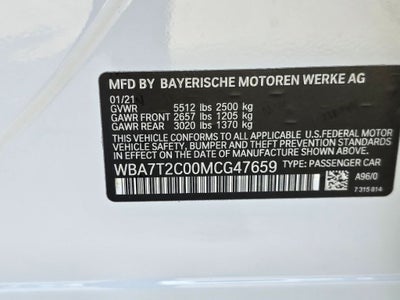 MFD BY BAYERISCHE MOTOREN WERKE AG
01/21
GVWR 5512 lbs 2500 kg
GAWR FRONT 2657 lbs 1205 kg
GAWR REAR 3020 lbs 1370 kg
THIS VEHICLE CONFORMS TO ALL APPLICABLE U.S.FEDERAL MOTOR
VEHICLE SAFETY, BUMPER, AND THEFT PREVENTION STANDARDS IN
EFFECT ON THE DATE OF MANUFACTURE SHOWN ABOVE.
WBA7T2C00MCG47659 TYPE: PASSENGER CAR
A96/0
7 315 814